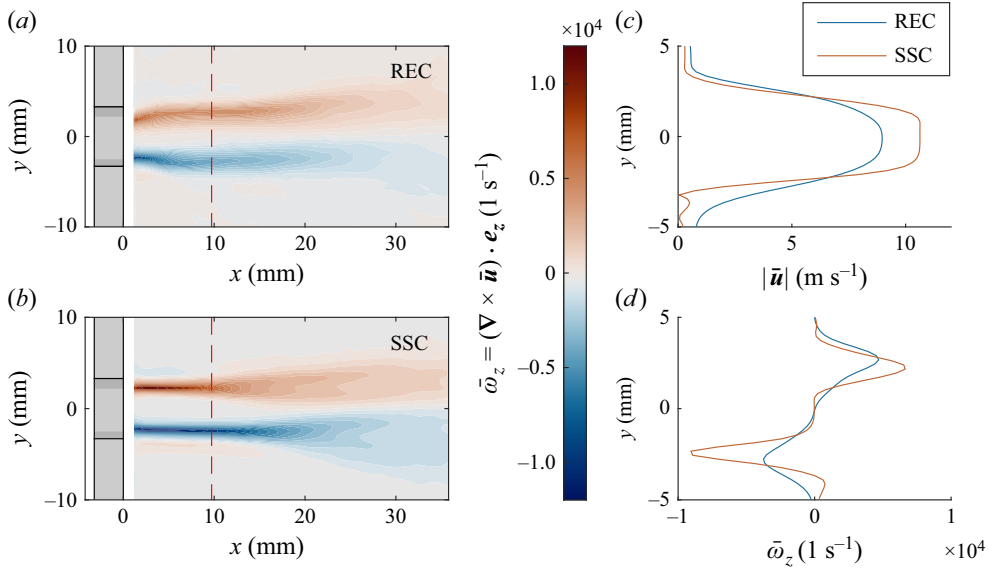 (a)
10
REC
y (mm)
0
–10
0
10
20
30
x (mm)
(b)
10
SSC
y (mm)
0
–10
0
10
20
30
x (mm)
×10⁴
1.0
0.5
0
–0.5
–1.0
ω̄z = (∇ × ū) · ez (1 s⁻¹)
(c)
REC
SSC
5
y (mm)
0
–5
0
5
10
|ū| (m s⁻¹)
(d)
5
y (mm)
0
–5
–1
0
1
ω̄z (1 s⁻¹)
×10⁴